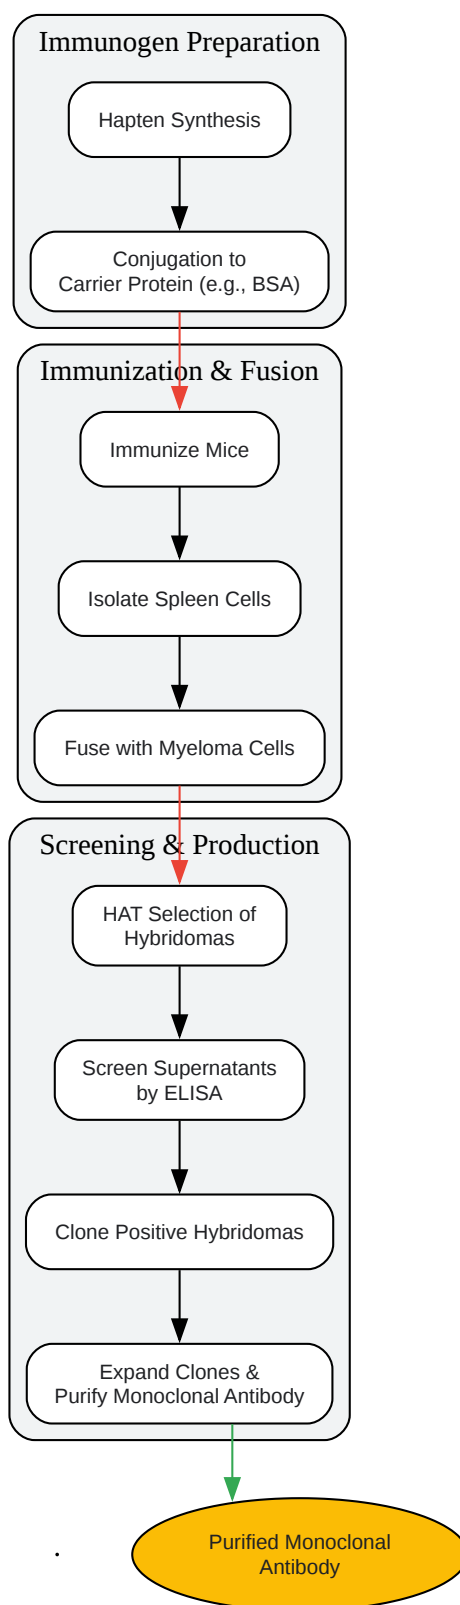 Immunogen Preparation
Hapten Synthesis
Conjugation to
Carrier Protein (e.g., BSA)
Immunization & Fusion
Immunize Mice
Isolate Spleen Cells
Fuse with Myeloma Cells
Screening & Production
HAT Selection of
Hybridomas
Screen Supernatants
by ELISA
Clone Positive Hybridomas
Expand Clones &
Purify Monoclonal Antibody
.
Purified Monoclonal
Antibody